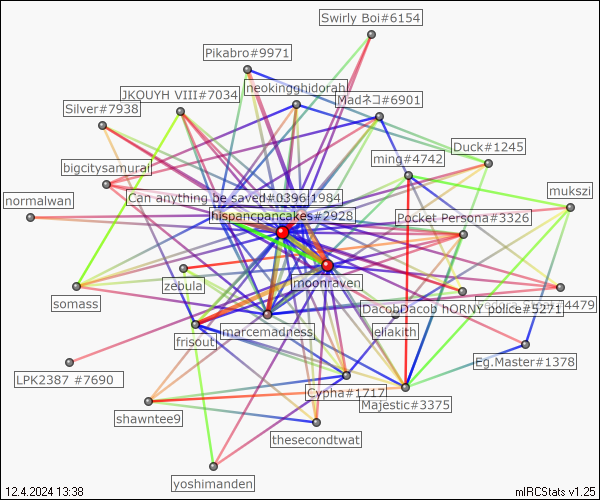 Swirly Boi#6154
Pikabro#9971
neokingghidorah
JKOUYH VIII#7034
Madネコ#6901
Silver#7938
Duck#1245
ming#4742
bigcitysamurai
mukszi
normalwan
Can anything be saved#0396
1984
hispancpancakes#2928
Pocket Persona#3326
zebula
moonraven
somass
4479
DacobDacob hORNY police#5271
marcemadness
ellakith
frisout
Eg.Master#1378
LPK2387 #7690
Cypha#1717
Majestic#3375
shawntee9
thesecondtwat
yoshimanden
12.4.2024 13:38
mIRCStats v1.25